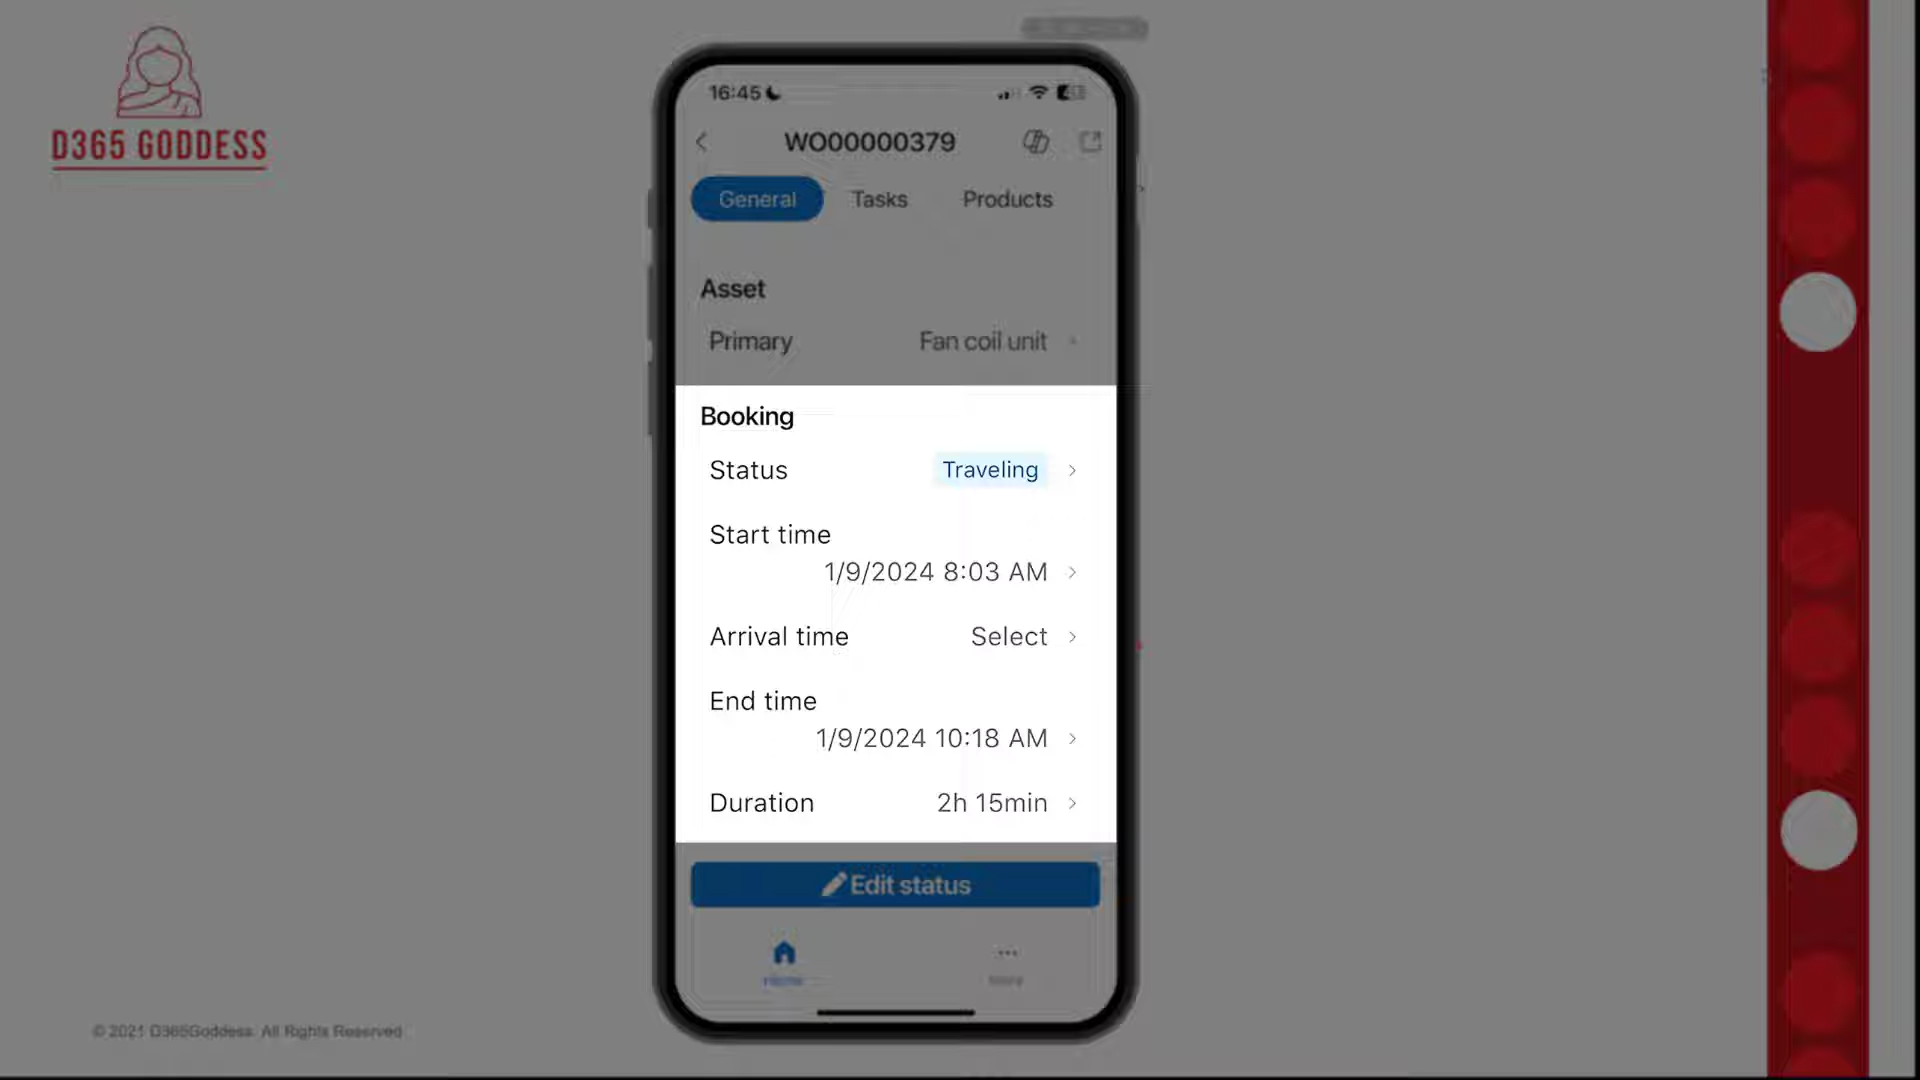 D365 GODDESS
16:45
WO00000379
General Tasks Products
Asset
Primary Fan coil unit
Booking
Status Traveling
Start time
1/9/2024 8:03 AM
Arrival time Select
End time
1/9/2024 10:18 AM
Duration 2h 15min
Edit status
Home
© 2021 D365Goddess. All Rights Reserved